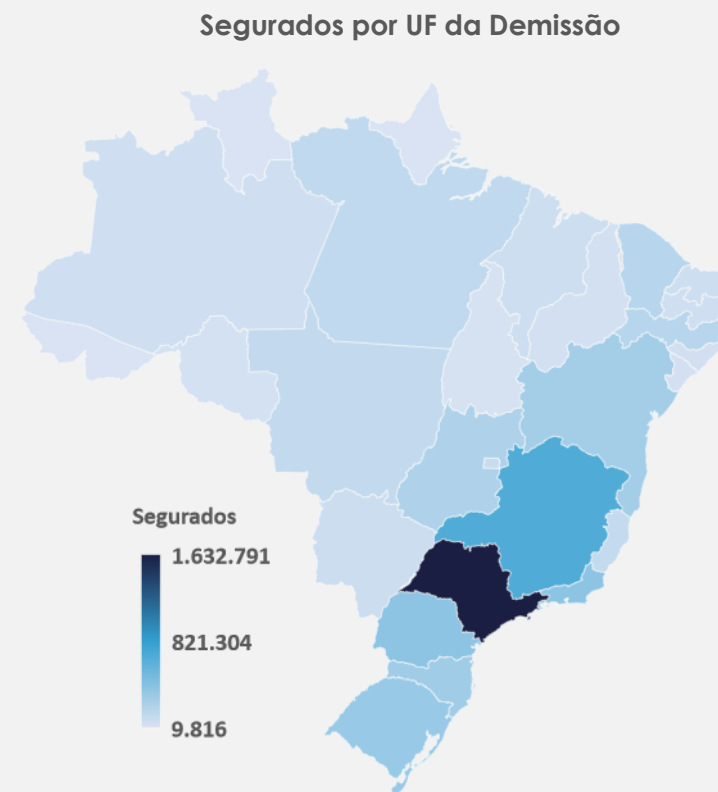 Segurados por UF da Demissão
Segurados
1.632.791
821.304
9.816